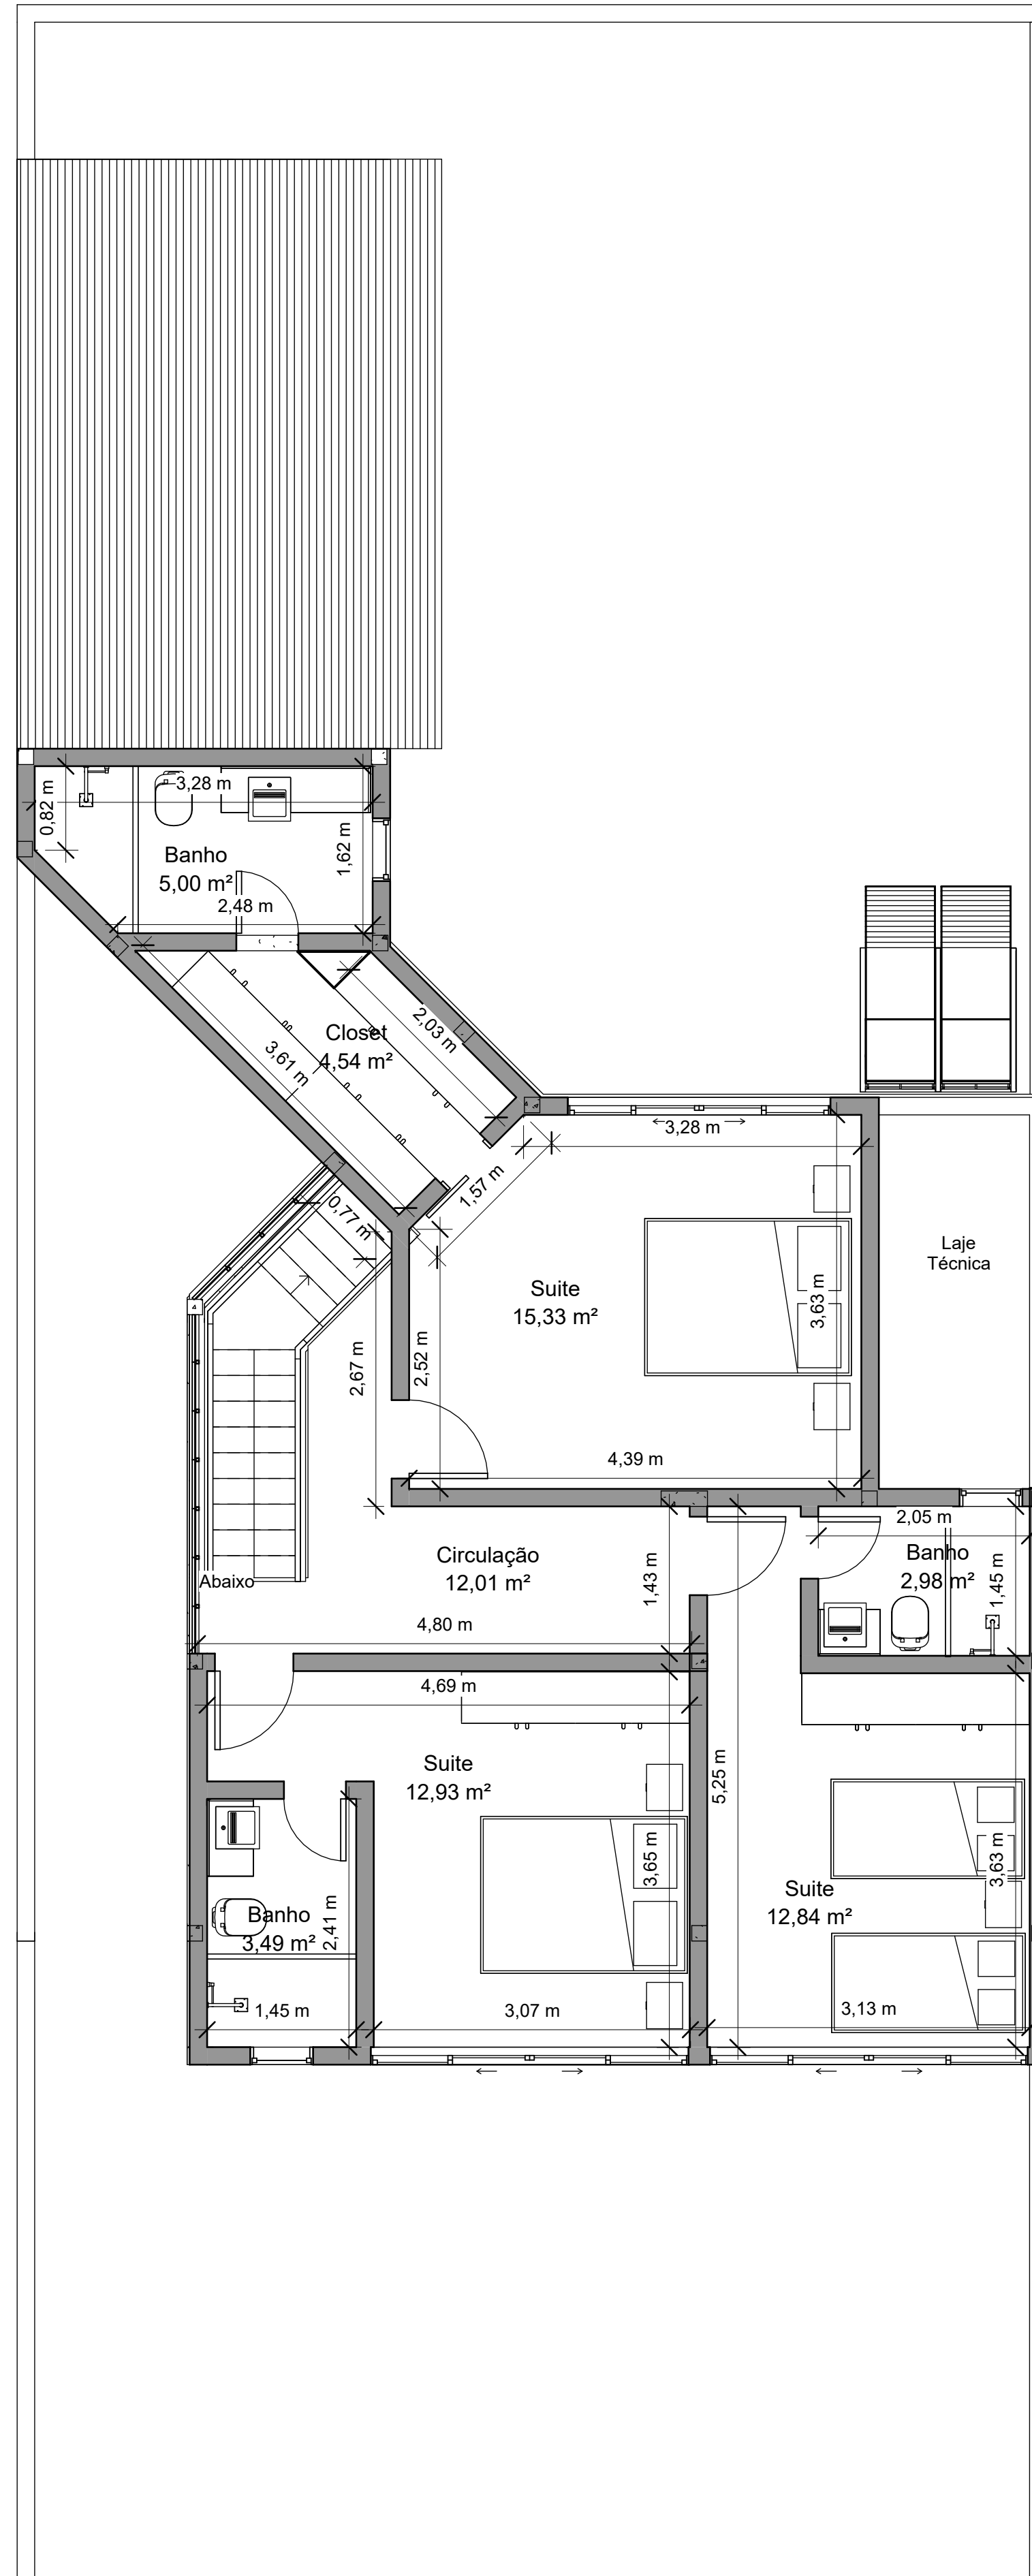 3,28 m
0,82 m
1,62 m
Banho
5,00 m²
2,48 m
2,03 m
Closet
4,54 m²
3,61 m
3,28 m
1,57 m
0,77 m
Laje
Técnica
Suite
15,33 m²
3,63 m
2,67 m
2,52 m
4,39 m
2,05 m
Circulação
12,01 m²
Banho
2,98 m²
1,43 m
1,45 m
Abaixo
4,80 m
4,69 m
Suite
12,93 m²
5,25 m
3,65 m
3,63 m
Suite
12,84 m²
Banho
3,49 m²
2,41 m
1,45 m
3,07 m
3,13 m